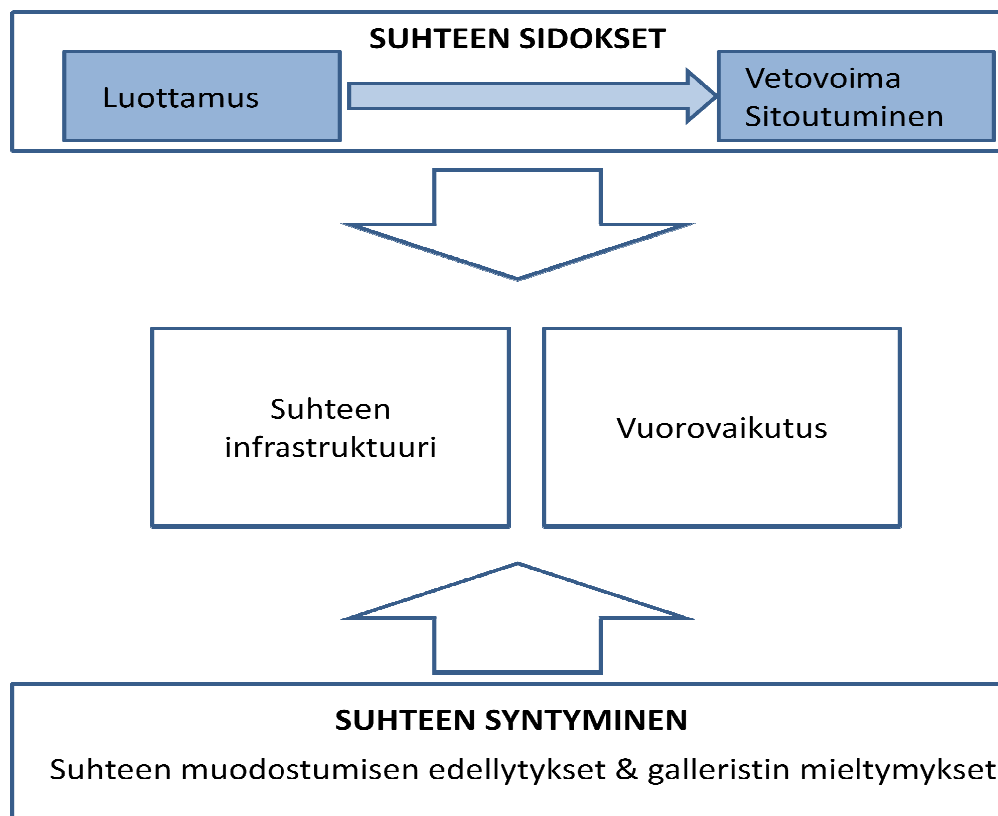 SUHTEEN SIDOKSET
Luottamus
Vetovoima
Sitoutuminen
Suhteen
infrastruktuuri
Vuorovaikutus
SUHTEEN SYNTYMINEN
Suhteen muodostumisen edellytykset & galleristin mieltymykset